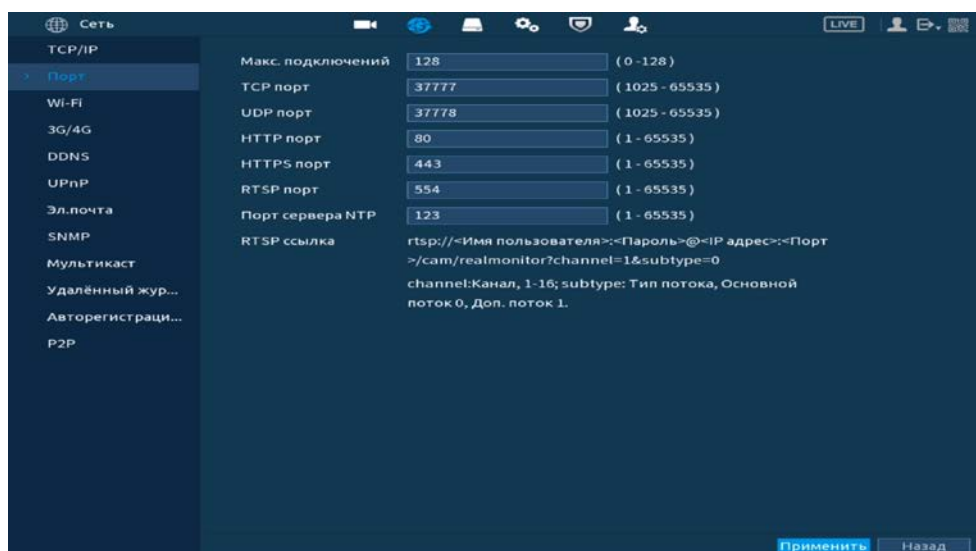 Сеть
LIVE
TCP/IP
Порт
Wi-Fi
3G/4G
DDNS
UPnP
Эл.почта
SNMP
Мультикаст
Удалённый жур...
Авторегистраци...
P2P
Макс. подключений 128 (0-128)
TCP порт 37777 (1025 - 65535)
UDP порт 37778 (1025 - 65535)
HTTP порт 80 (1 - 65535)
HTTPS порт 443 (1 - 65535)
RTSP порт 554 (1 - 65535)
Порт сервера NTP 123 (1 - 65535)
RTSP ссылка rtsp://<Имя пользователя>:<Пароль>@<IP адрес>:<Порт
>/cam/realmonitor?channel=1&subtype=0
channel:Канал, 1-16; subtype: Тип потока, Основной
поток 0, Доп. поток 1.
Применить Назад